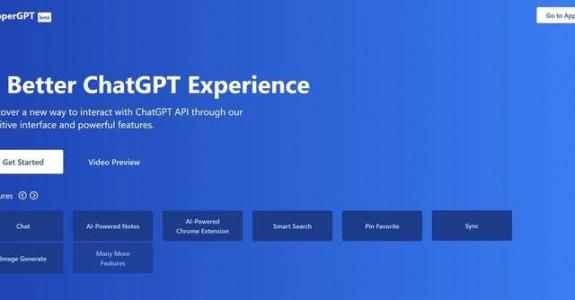 pperGPT beta
Go to App
Better ChatGPT Experience
cover a new way to interact with ChatGPT API through our
itive interface and powerful features.
Get Started
Video Preview
ures
Chat
AI-Powered Notes
AI-Powered
Chrome Extension
Smart Search
Pin Favorite
Sync
Image Generate
Many More
Features